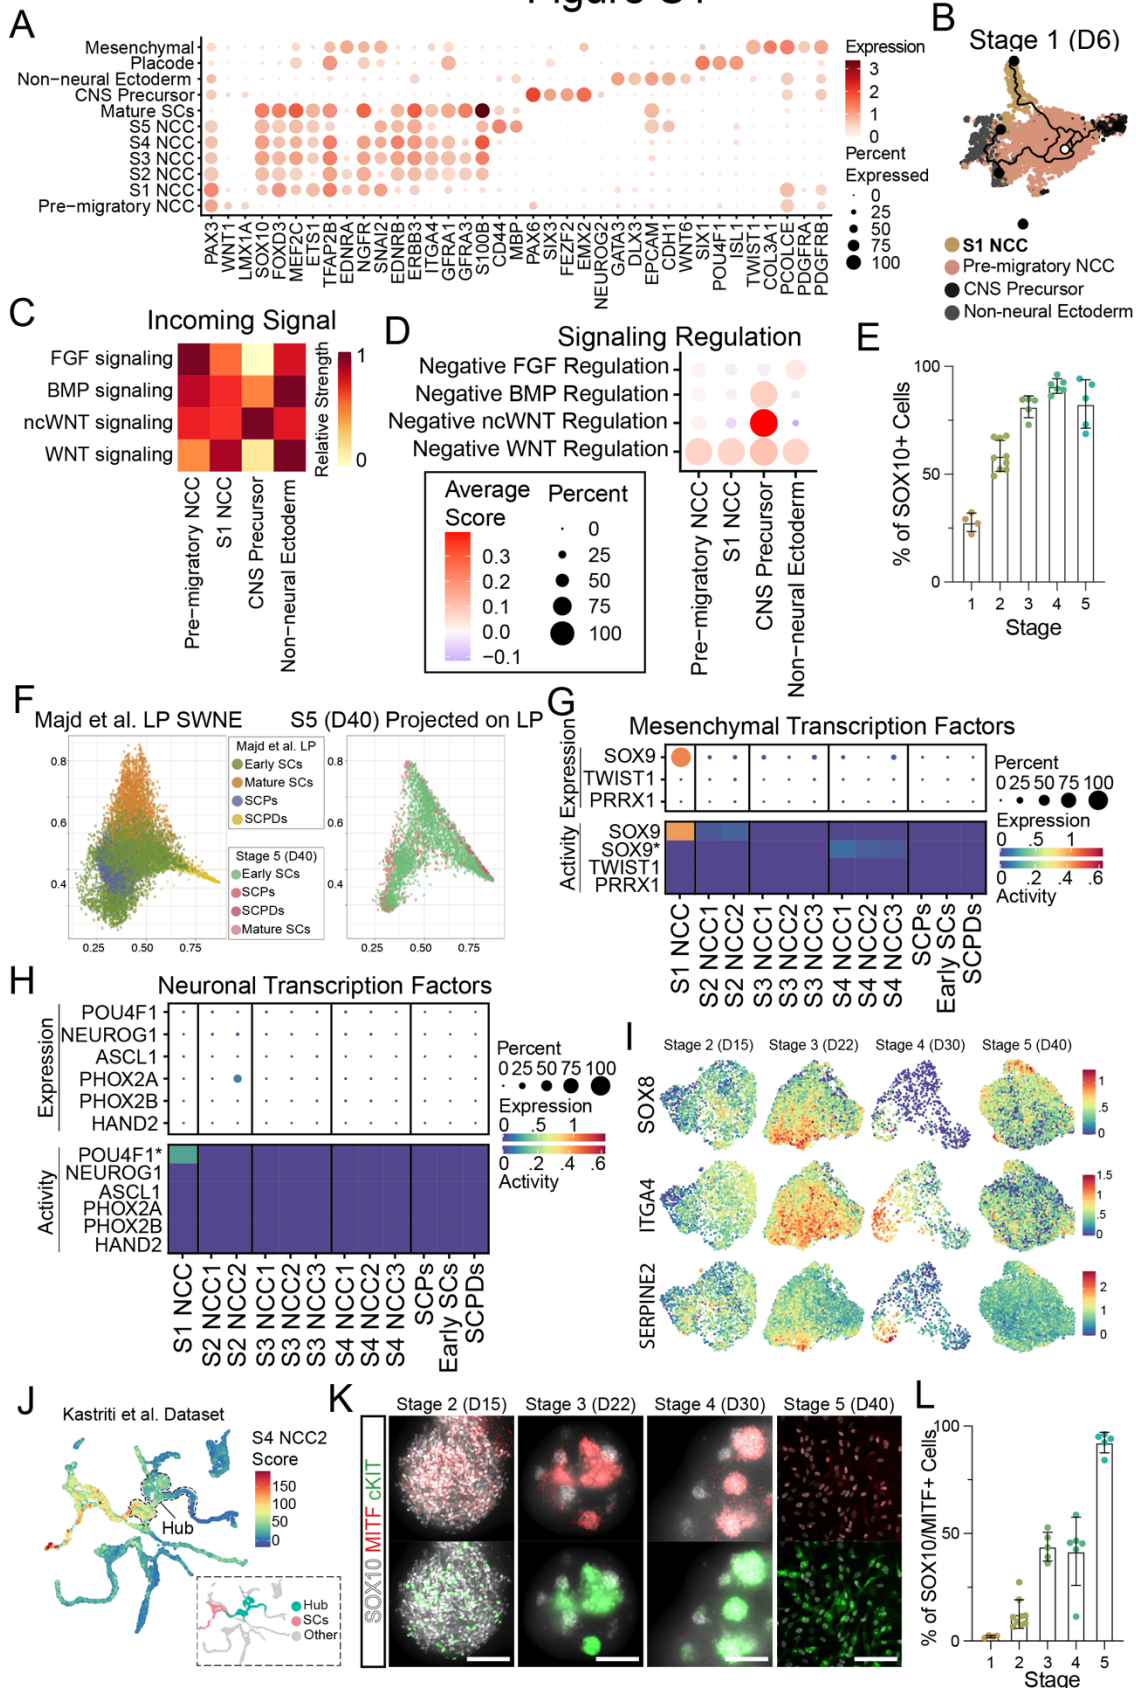 A
Mesenchymal
Placode
Non−neural Ectoderm
CNS Precursor
Mature SCs
S5 NCC
S4 NCC
S3 NCC
S2 NCC
S1 NCC
Pre-migratory NCC
PAX3
WNT1
LMX1A
SOX10
FOXD3
MEF2C
ETS1
TFAP2B
EDNRA
NGFR
SNAI2
EDNRB
ERBB3
ITGA4
GFRA1
GFRA3
S100B
CD44
MBP
PAX6
SIX3
FEZF2
EMX2
NEUROG2
GATA3
DLX3
EPCAM
CDH1
WNT6
SIX1
POU4F1
ISL1
TWIST1
COL3A1
PCOLCE
PDGFRA
PDGFRB
Expression
3
2
1
0
Percent
Expressed
0
25
50
75
100
B
Stage 1 (D6)
S1 NCC
Pre-migratory NCC
CNS Precursor
Non-neural Ectoderm
C
Incoming Signal
FGF signaling
BMP signaling
ncWNT signaling
WNT signaling
Pre−migratory NCC
S1 NCC
CNS Precursor
Non−neural Ectoderm
Relative Strength
1
0
D
Signaling Regulation
Negative FGF Regulation
Negative BMP Regulation
Negative ncWNT Regulation
Negative WNT Regulation
Pre−migratory NCC
S1 NCC
CNS Precursor
Non−neural Ectoderm
Average
Score
0.3
0.2
0.1
0.0
−0.1
Percent
0
25
50
75
100
E
% of SOX10+ Cells
100
50
0
1 2 3 4 5
Stage
F
Majd et al. LP SWNE
0.8
0.6
0.4
0.25 0.50 0.75
Majd et al. LP
Early SCs
Mature SCs
SCPs
SCPDs
Stage 5 (D40)
Early SCs
SCPs
SCPDs
Mature SCs
S5 (D40) Projected on LP
0.8
0.6
0.4
0.25 0.50 0.75
G
Mesenchymal Transcription Factors
Expression
SOX9
TWIST1
PRRX1
Activity
SOX9
SOX9*
TWIST1
PRRX1
S1 NCC
S2 NCC1
S2 NCC2
S3 NCC1
S3 NCC2
S3 NCC3
S4 NCC1
S4 NCC2
S4 NCC3
SCPs
Early SCs
SCPDs
Percent
0 25 50 75 100
Expression
0 .5 1
0 .2 .4 .6
Activity
H
Neuronal Transcription Factors
Expression
POU4F1
NEUROG1
ASCL1
PHOX2A
PHOX2B
HAND2
Activity
POU4F1*
NEUROG1
ASCL1
PHOX2A
PHOX2B
HAND2
S1 NCC
S2 NCC1
S2 NCC2
S3 NCC1
S3 NCC2
S3 NCC3
S4 NCC1
S4 NCC2
S4 NCC3
SCPs
Early SCs
SCPDs
Percent
0 25 50 75 100
Expression
0 .5 1
0 .2 .4 .6
Activity
I
Stage 2 (D15)
Stage 3 (D22)
Stage 4 (D30)
Stage 5 (D40)
SOX8
1
.5
0
ITGA4
1.5
1
.5
0
SERPINE2
2
1
0
J
Kastriti et al. Dataset
S4 NCC2
Score
150
100
50
0
Hub
Hub
SCs
Other
K
Stage 2 (D15)
Stage 3 (D22)
Stage 4 (D30)
Stage 5 (D40)
SOX10 MITF cKIT
L
% of SOX10/MITF+ Cells
100
50
0
1 2 3 4 5
Stage